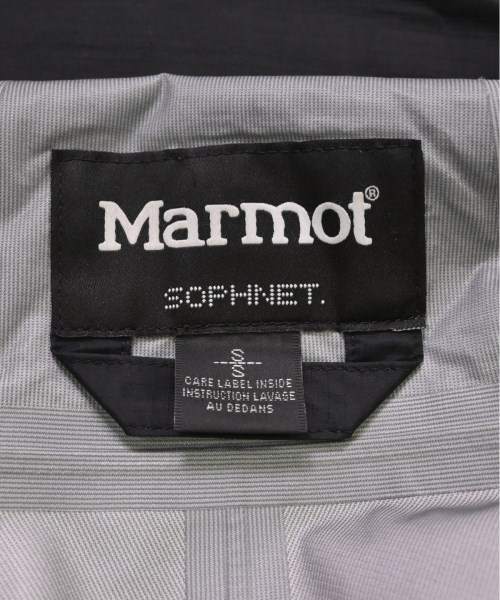 Marmot®
SOPHNET.
S
S
CARE LABEL INSIDE
INSTRUCTION LAVAGE
AU DEDANS